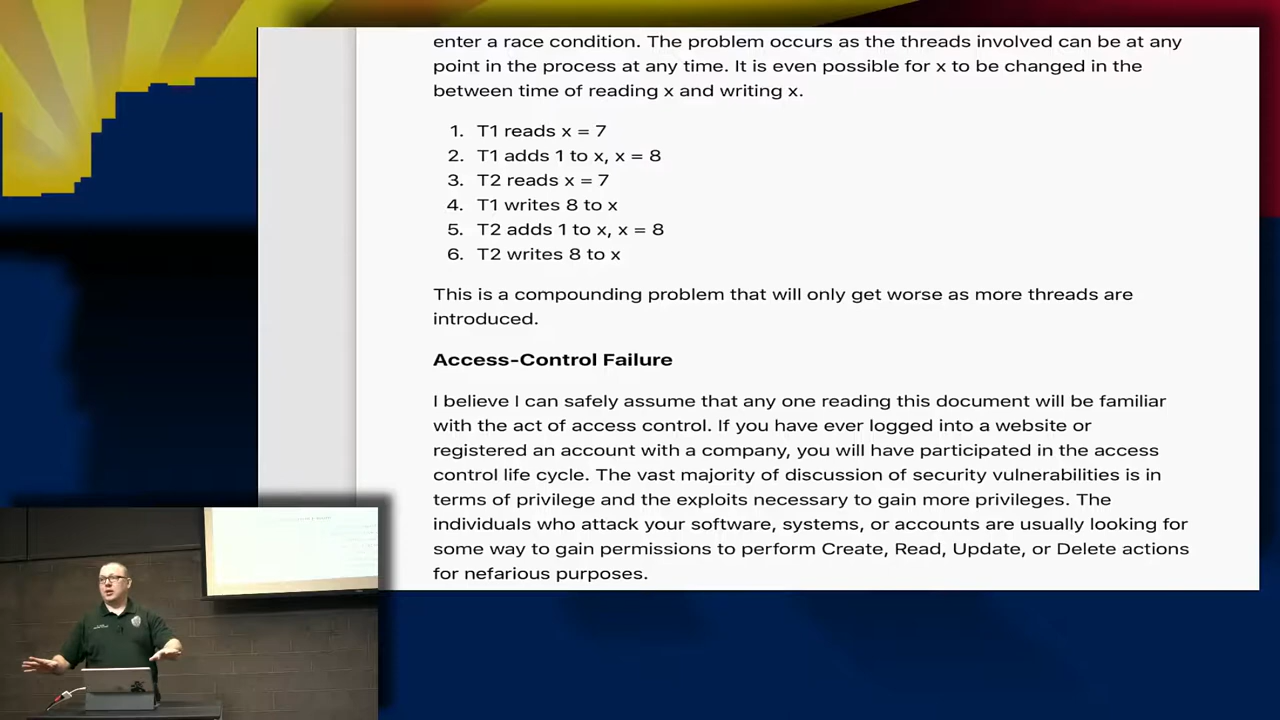 enter a race condition. The problem occurs as the threads involved can be at any
point in the process at any time. It is even possible for x to be changed in the
between time of reading x and writing x.
1. T1 reads x = 7
2. T1 adds 1 to x, x = 8
3. T2 reads x = 7
4. T1 writes 8 to x
5. T2 adds 1 to x, x = 8
6. T2 writes 8 to x
This is a compounding problem that will only get worse as more threads are
introduced.
Access-Control Failure
I believe I can safely assume that any one reading this document will be familiar
with the act of access control. If you have ever logged into a website or
registered an account with a company, you will have participated in the access
control life cycle. The vast majority of discussion of security vulnerabilities is in
terms of privilege and the exploits necessary to gain more privileges. The
individuals who attack your software, systems, or accounts are usually looking for
some way to gain permissions to perform Create, Read, Update, or Delete actions
for nefarious purposes.